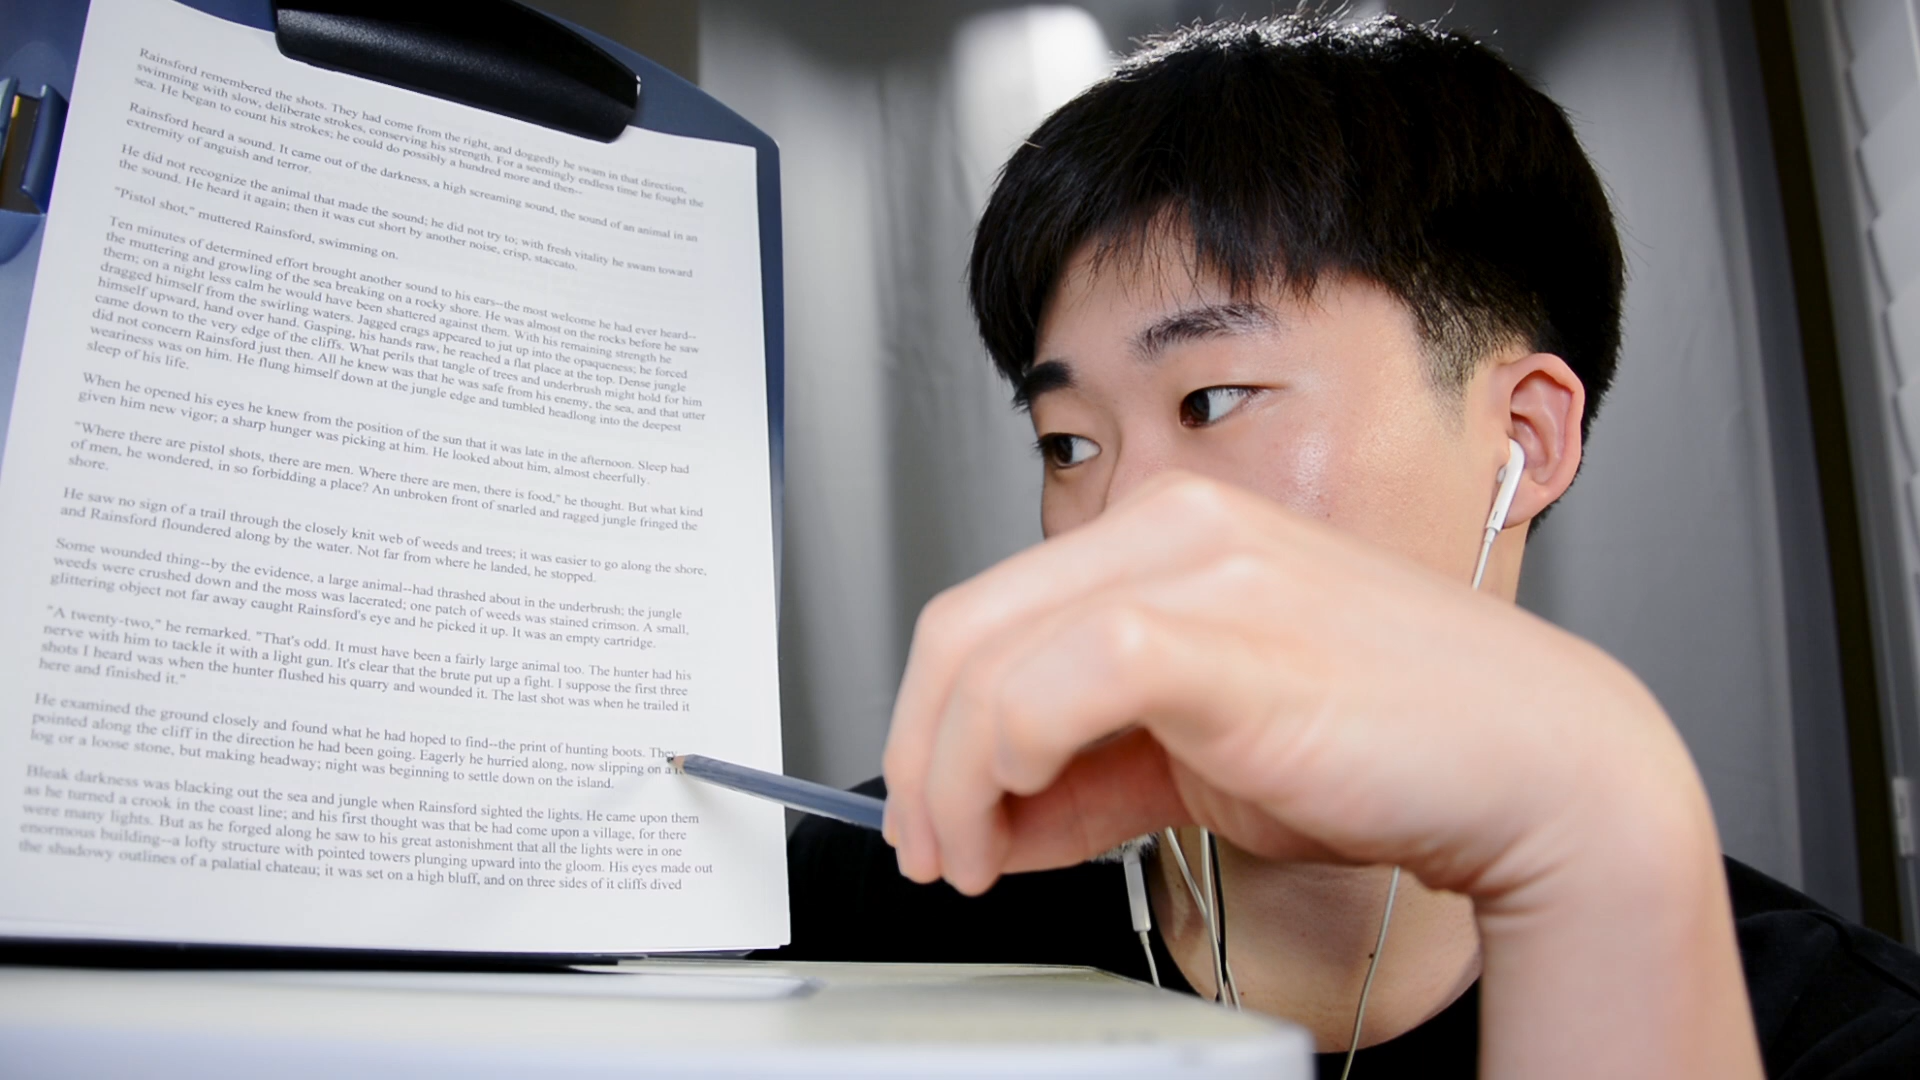 Rainsford remembered the shots. They had come from the right, and doggedly he swam in that direction,
swimming with slow, deliberate strokes, conserving his strength. For a seemingly endless time he fought the
sea. He began to count his strokes; he could do possibly a hundred more and then--
Rainsford heard a sound. It came out of the darkness, a high screaming sound, the sound of an animal in an
extremity of anguish and terror.
He did not recognize the animal that made the sound; he did not try to; with fresh vitality he swam toward
the sound. He heard it again; then it was cut short by another noise, crisp, staccato.
"Pistol shot," muttered Rainsford, swimming on.
Ten minutes of determined effort brought another sound to his ears--the most welcome he had ever heard--
the muttering and growling of the sea breaking on a rocky shore. He was almost on the rocks before he saw
them; on a night less calm he would have been shattered against them. With his remaining strength he
dragged himself from the swirling waters. Jagged crags appeared to jut up into the opaqueness; he forced
himself upward, hand over hand. Gasping, his hands raw, he reached a flat place at the top. Dense jungle
came down to the very edge of the cliffs. What perils that tangle of trees and underbrush might hold for him
did not concern Rainsford just then. All he knew was that he was safe from his enemy, the sea, and that utter
weariness was on him. He flung himself down at the jungle edge and tumbled headlong into the deepest
sleep of his life.
When he opened his eyes he knew from the position of the sun that it was late in the afternoon. Sleep had
given him new vigor; a sharp hunger was picking at him. He looked about him, almost cheerfully.
"Where there are pistol shots, there are men. Where there are men, there is food," he thought. But what kind
of men, he wondered, in so forbidding a place? An unbroken front of snarled and ragged jungle fringed the
shore.
He saw no sign of a trail through the closely knit web of weeds and trees; it was easier to go along the shore,
and Rainsford floundered along by the water. Not far from where he landed, he stopped.
Some wounded thing--by the evidence, a large animal--had thrashed about in the underbrush; the jungle
weeds were crushed down and the moss was lacerated; one patch of weeds was stained crimson. A small,
glittering object not far away caught Rainsford's eye and he picked it up. It was an empty cartridge.
"A twenty-two," he remarked. "That's odd. It must have been a fairly large animal too. The hunter had his
nerve with him to tackle it with a light gun. It's clear that the brute put up a fight. I suppose the first three
shots I heard was when the hunter flushed his quarry and wounded it. The last shot was when he trailed it
here and finished it."
He examined the ground closely and found what he had hoped to find--the print of hunting boots. They
pointed along the cliff in the direction he had been going. Eagerly he hurried along, now slipping on a
log or a loose stone, but making headway; night was beginning to settle down on the island.
Bleak darkness was blacking out the sea and jungle when Rainsford sighted the lights. He came upon them
as he turned a crook in the coast line; and his first thought was that be had come upon a village, for there
were many lights. But as he forged along he saw to his great astonishment that all the lights were in one
enormous building--a lofty structure with pointed towers plunging upward into the gloom. His eyes made out
the shadowy outlines of a palatial chateau; it was set on a high bluff, and on three sides of it cliffs dived